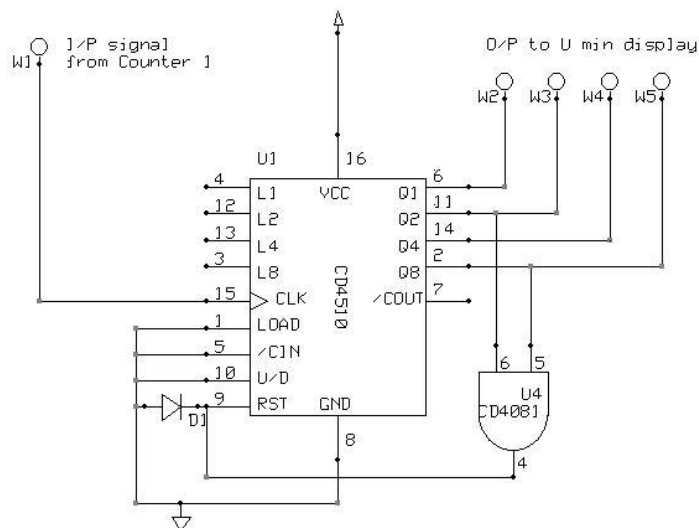 I/P signal
from Counter 1
W1
O/P to U min display
W2 W3 W4 W5
U1 16
4 L1 VCC Q1 6
12 L2 Q2 11
13 L4 Q4 14
3 L8 Q8 2
CD4510
15 CLK /COUT 7
1 LOAD
5 /CIN
10 U/D
9 RST GND
D1
8
6 5
U4
CD4081
4